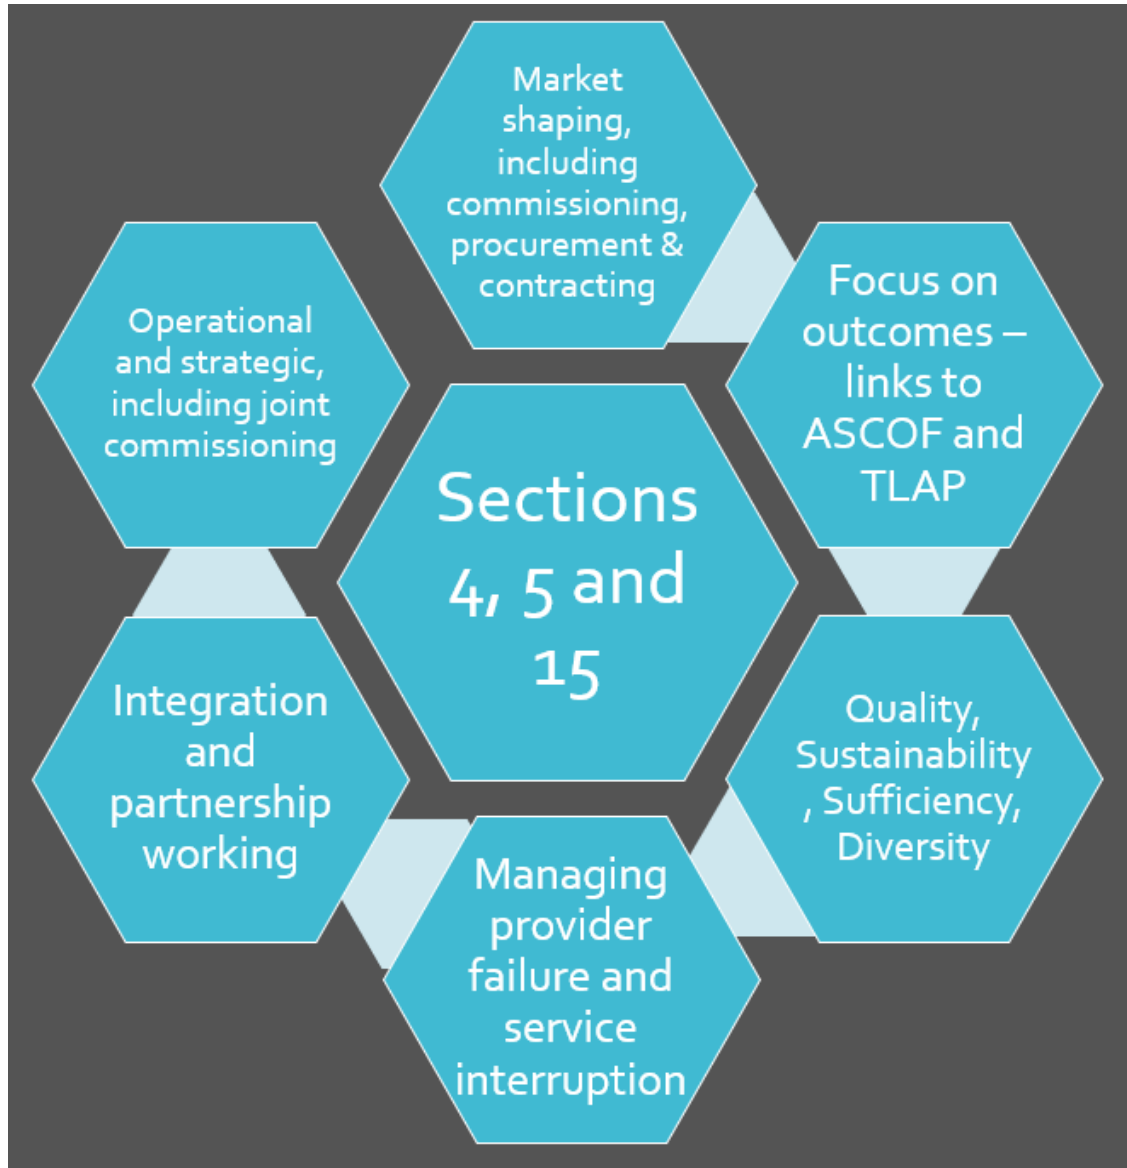 Market
shaping,
including
commissioning,
procurement &
contracting
Focus on
outcomes –
links to
ASCOF and
TLAP
Quality,
Sustainability
, Sufficiency,
Diversity
Managing
provider
failure and
service
interruption
Integration
and
partnership
working
Operational
and strategic,
including joint
commissioning
Sections
4, 5 and
15